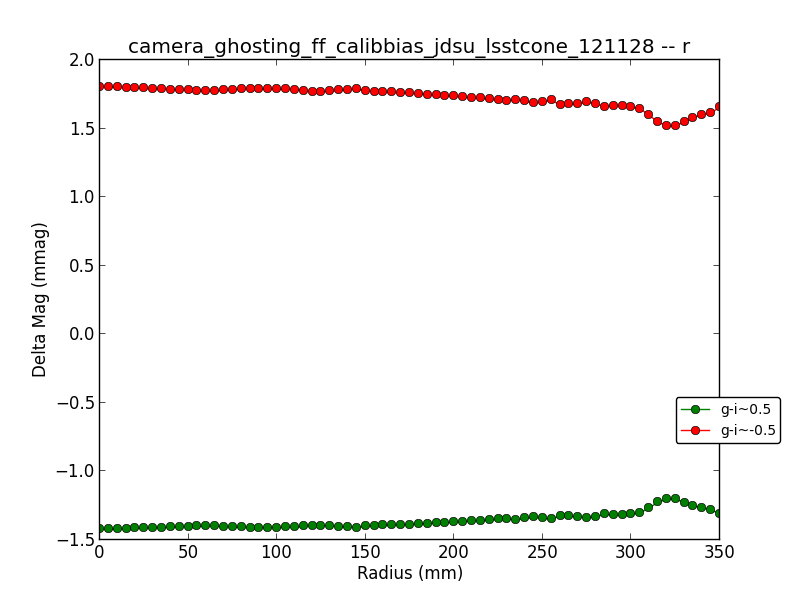 camera_ghosting_ff_calibbias_jdsu_lsstcone_121128 -- r
2.0
1.5
1.0
0.5
0.0
−0.5
−1.0
−1.5
Delta Mag (mmag)
g-i~0.5
g-i~-0.5
0 50 100 150 200 250 300 350
Radius (mm)